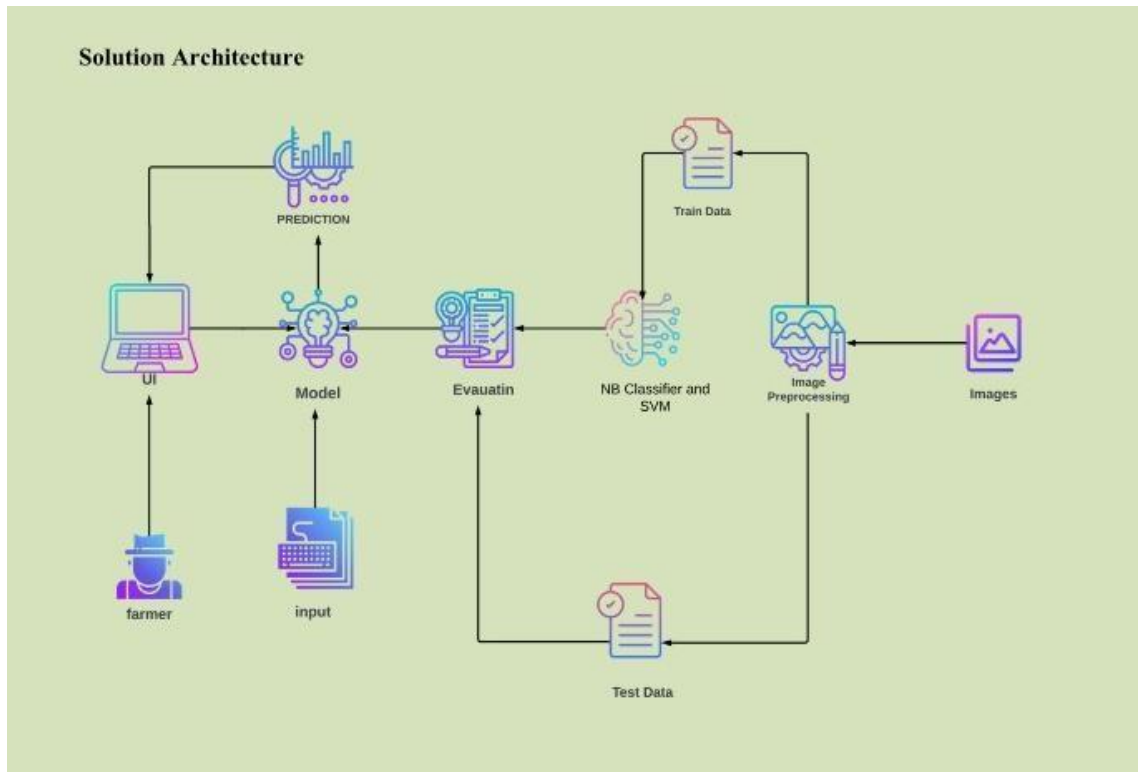 Solution Architecture
PREDICTION
Train Data
UI
Model
Evauatin
NB Classifier and
SVM
Image
Preprocessing
Images
farmer
input
Test Data